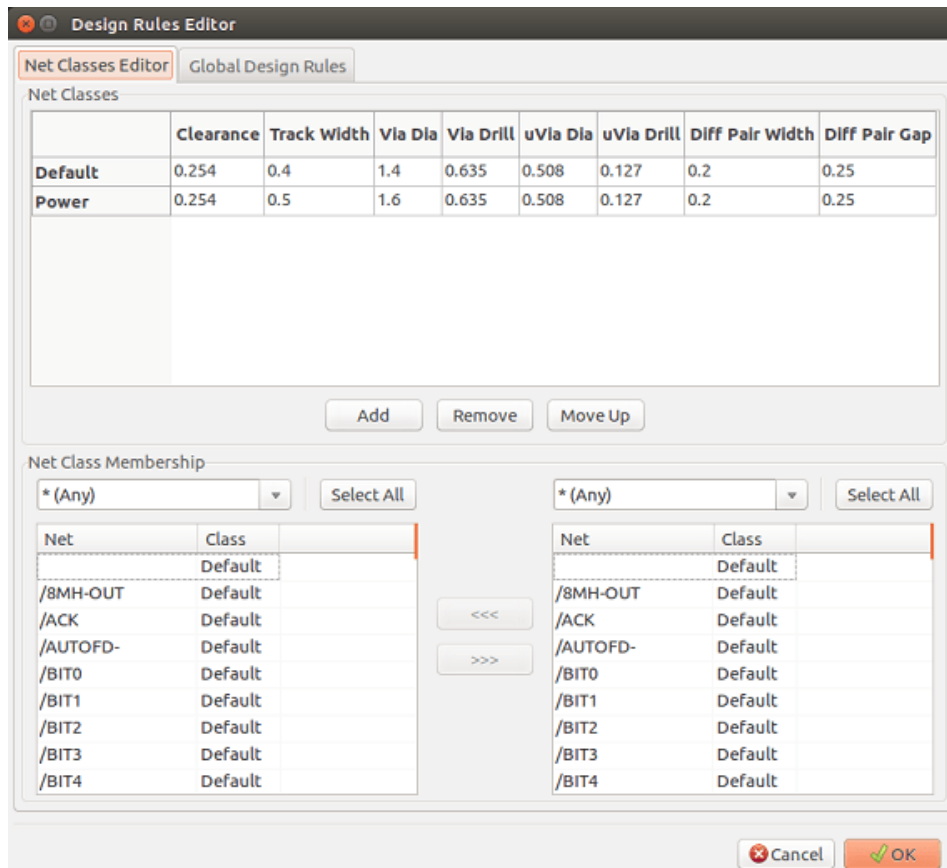 Design Rules Editor
Net Classes Editor Global Design Rules
Net Classes
Clearance Track Width Via Dia Via Drill uVia Dia uVia Drill Diff Pair Width Diff Pair Gap
Default 0.254 0.4 1.4 0.635 0.508 0.127 0.2 0.25
Power 0.254 0.5 1.6 0.635 0.508 0.127 0.2 0.25
Add Remove Move Up
Net Class Membership
* (Any) Select All * (Any) Select All
Net Class Net Class
Default Default
/8MH-OUT Default /8MH-OUT Default
/ACK Default <<< /ACK Default
/AUTOFD- Default /AUTOFD- Default
/BIT0 Default >>> /BIT0 Default
/BIT1 Default /BIT1 Default
/BIT2 Default /BIT2 Default
/BIT3 Default /BIT3 Default
/BIT4 Default /BIT4 Default
Cancel OK